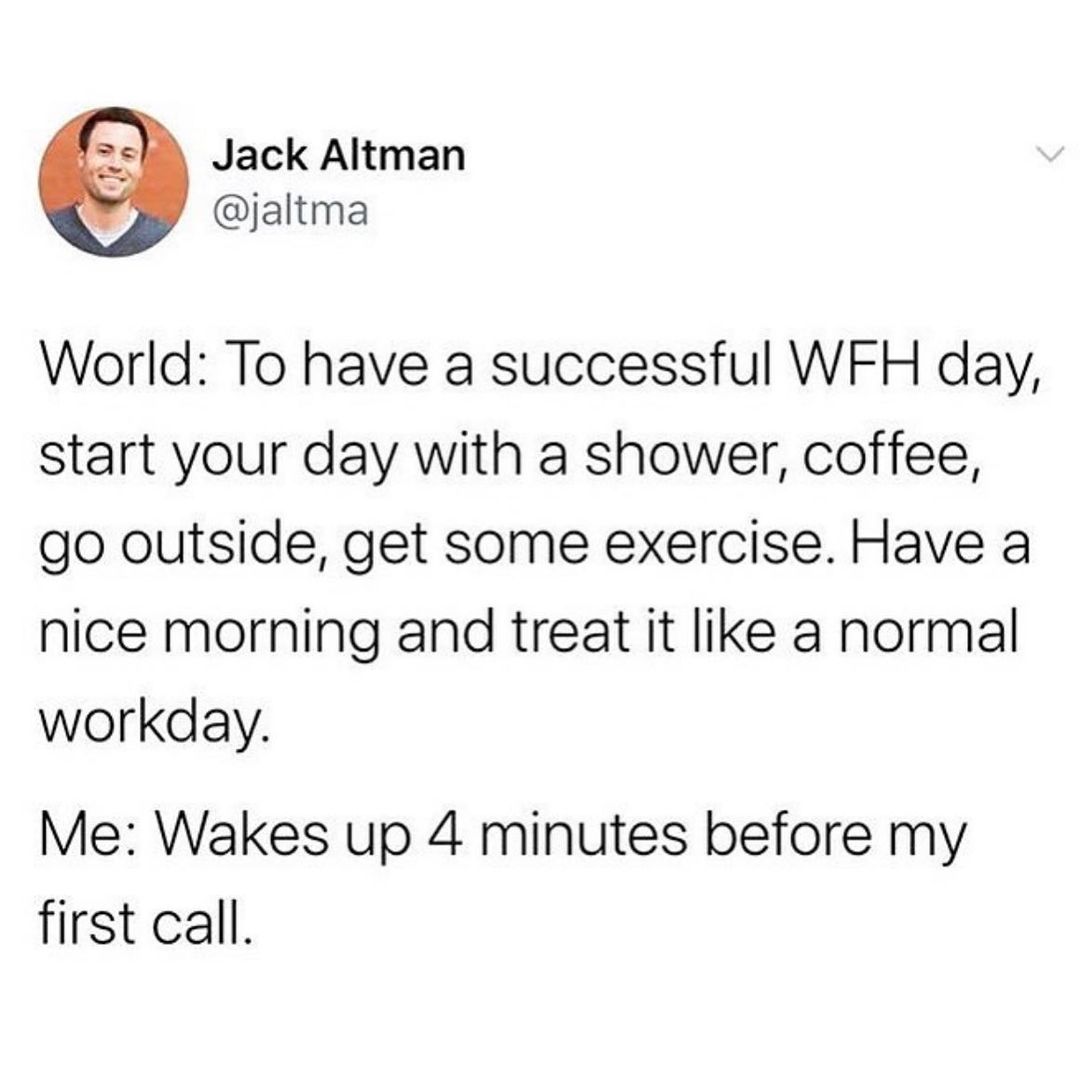 Jack Altman
@jaltma
World: To have a successful WFH day,
start your day with a shower, coffee,
go outside, get some exercise. Have a
nice morning and treat it like a normal
workday.
Me: Wakes up 4 minutes before my
first call.